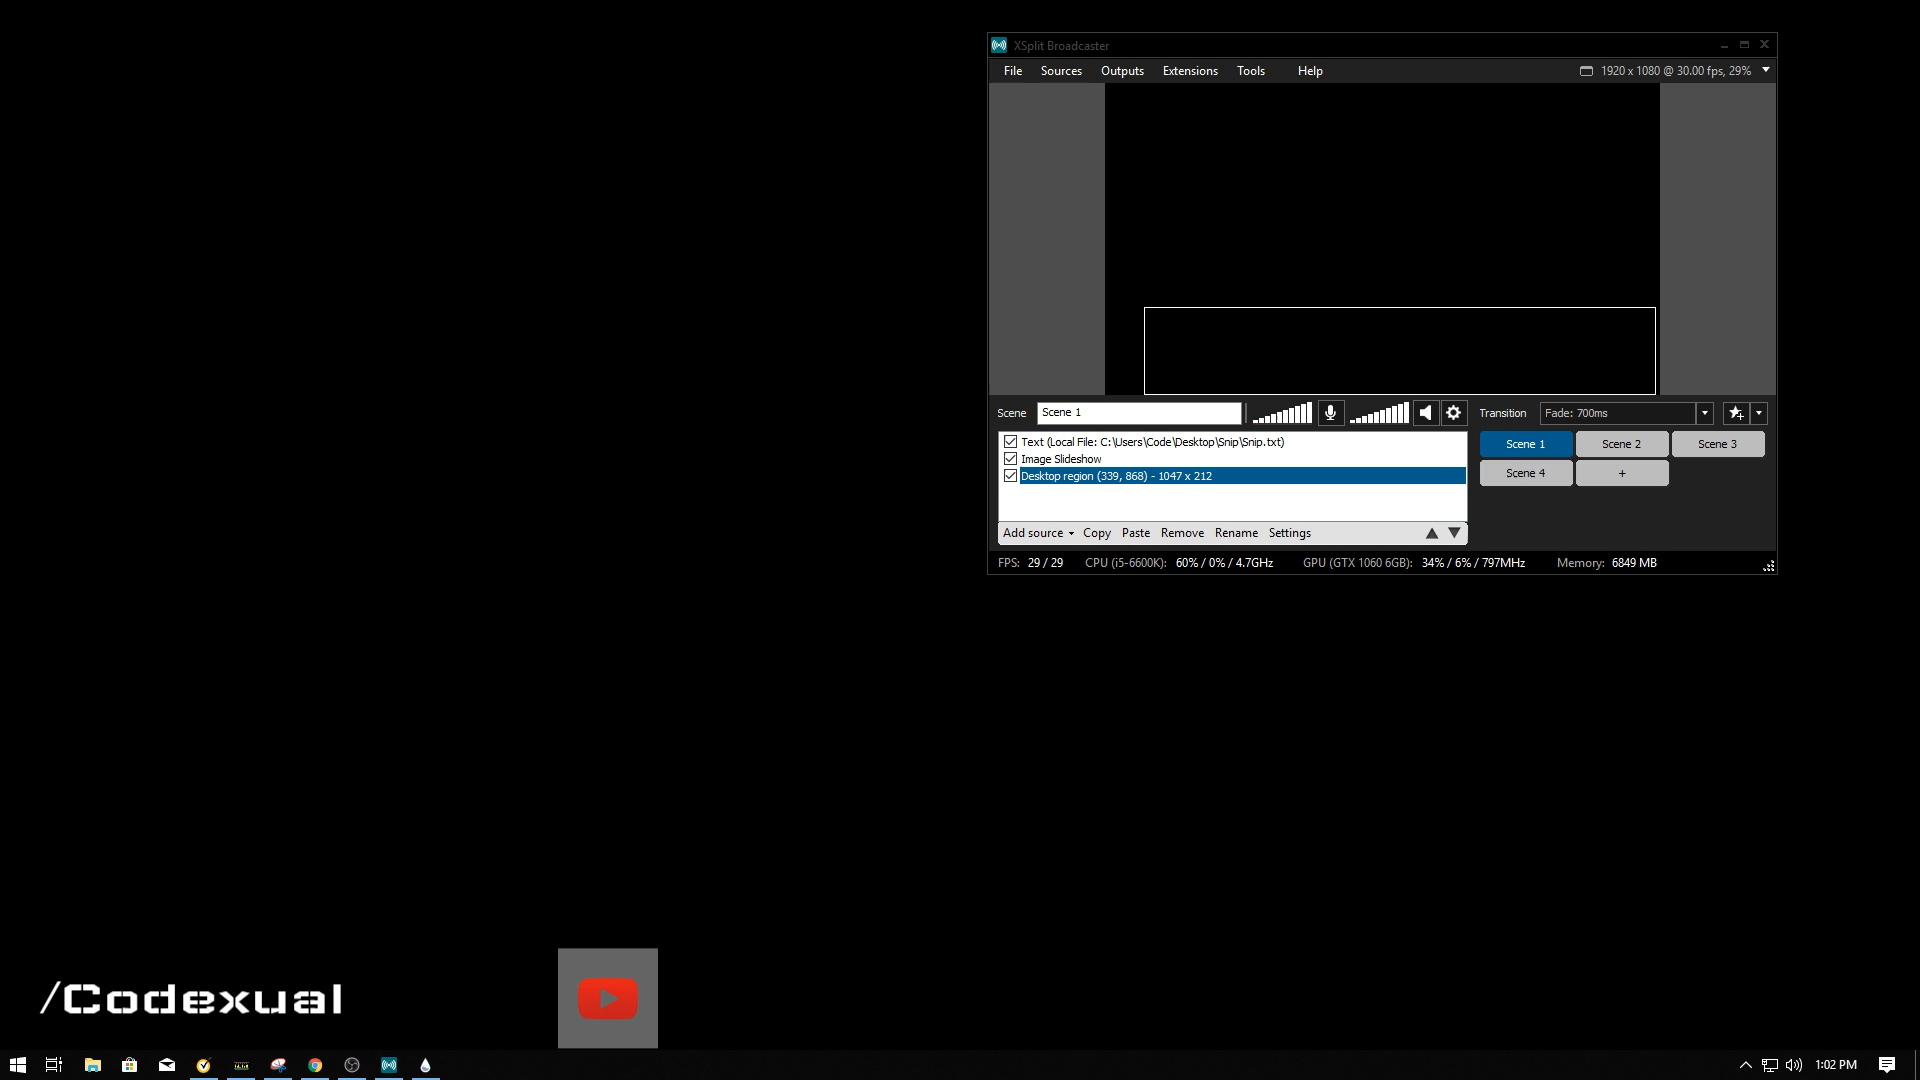 XSplit Broadcaster
File Sources Outputs Extensions Tools Help 1920 x 1080 @ 30.00 fps, 29%
Scene Scene 1 Transition Fade: 700ms
Text (Local File: C:\Users\Code\Desktop\Snip\Snip.txt)
Image Slideshow
Desktop region (339, 868) - 1047 x 212
Scene 1 Scene 2 Scene 3
Scene 4 +
Add source Copy Paste Remove Rename Settings
FPS: 29 / 29 CPU (i5-6600K): 60% / 0% / 4.7GHz GPU (GTX 1060 6GB): 34% / 6% / 797MHz Memory: 6849 MB
/Codexual
1:02 PM